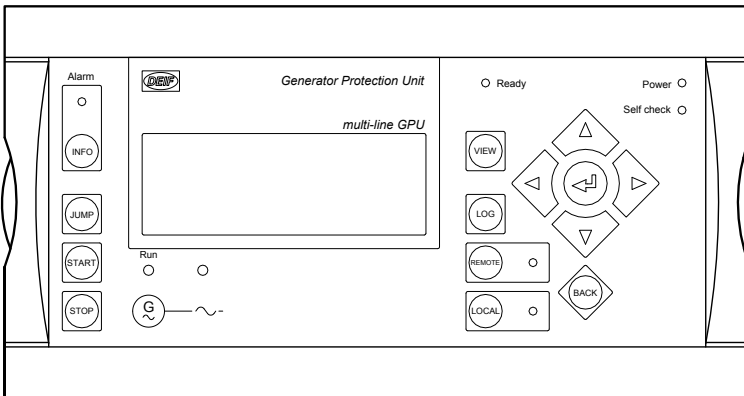 Alarm
INFO
JUMP
START
STOP
DEIF
Generator Protection Unit
multi-line GPU
Run
G
Ready
Power
Self check
VIEW
LOG
REMOTE
LOCAL
BACK